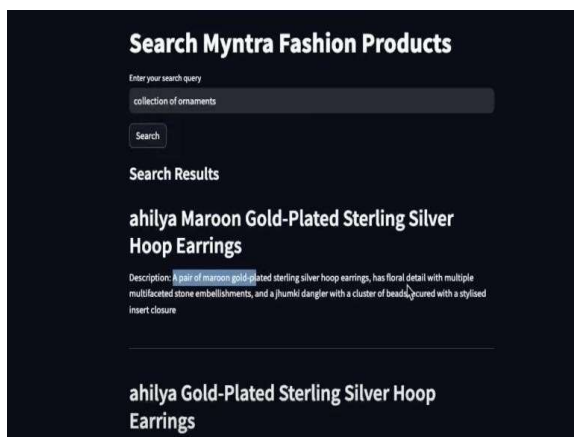 Search Myntra Fashion Products
Enter your search query
collection of ornaments
Search
Search Results
ahilya Maroon Gold-Plated Sterling Silver
Hoop Earrings
Description: A pair of maroon gold-plated sterling silver hoop earrings, has floral detail with multiple
multifaceted stone embellishments, and a jhumki dangler with a cluster of beads, secured with a stylised
insert closure
ahilya Gold-Plated Sterling Silver Hoop
Earrings